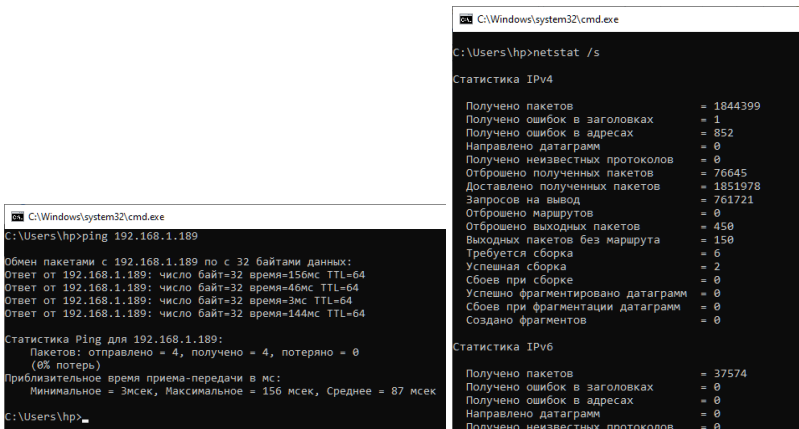 C:\Windows\system32\cmd.exe
C:\Users\hp>ping 192.168.1.189
Обмен пакетами с 192.168.1.189 по с 32 байтами данных:
Ответ от 192.168.1.189: число байт=32 время=156мс TTL=64
Ответ от 192.168.1.189: число байт=32 время=46мс TTL=64
Ответ от 192.168.1.189: число байт=32 время=3мс TTL=64
Ответ от 192.168.1.189: число байт=32 время=144мс TTL=64
Статистика Ping для 192.168.1.189:
Пакетов: отправлено = 4, получено = 4, потеряно = 0
(0% потерь)
Приблизительное время приема-передачи в мс:
Минимальное = 3мсек, Максимальное = 156 мсек, Среднее = 87 мсек
C:\Users\hp>
C:\Windows\system32\cmd.exe
C:\Users\hp>netstat /s
Статистика IPv4
Получено пакетов = 1844399
Получено ошибок в заголовках = 1
Получено ошибок в адресах = 852
Направлено датаграмм = 0
Получено неизвестных протоколов = 0
Отброшено полученных пакетов = 76645
Доставлено полученных пакетов = 1851978
Запросов на вывод = 761721
Отброшено маршрутов = 0
Отброшено выходных пакетов = 450
Выходных пакетов без маршрута = 150
Требуется сборка = 6
Успешная сборка = 2
Сбоев при сборке = 0
Успешно фрагментировано датаграмм = 0
Сбоев при фрагментации датаграмм = 0
Создано фрагментов = 0
Статистика IPv6
Получено пакетов = 37574
Получено ошибок в заголовках = 0
Получено ошибок в адресах = 0
Направлено датаграмм = 0
Получено неизвестных протоколов = 0